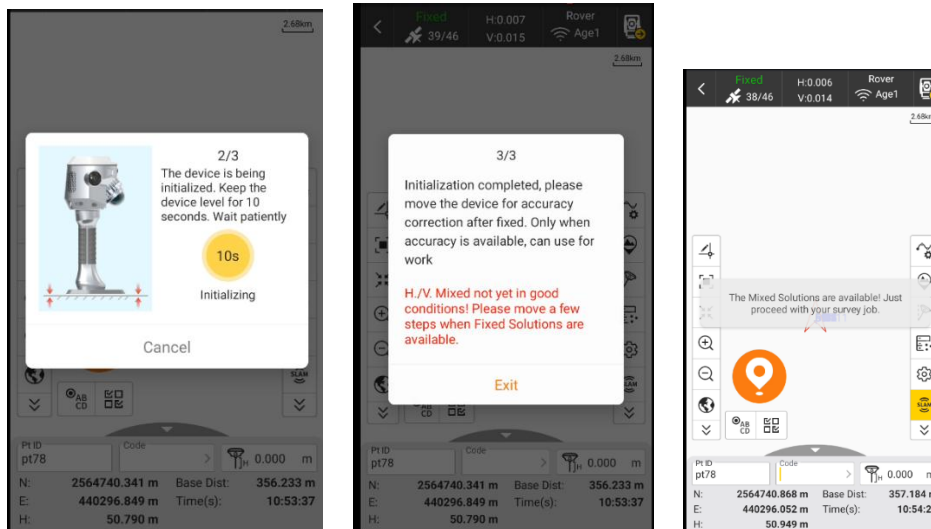 2.68km
2/3
The device is being
initialized. Keep the
device level for 10
seconds. Wait patiently
10s
Initializing
Cancel
SLAM
AB
CD
Pt ID
pt78
Code
0.000 m
N: 2564740.341 m Base Dist: 356.233 m
E: 440296.849 m Time(s): 10:53:37
H: 50.790 m
Fixed H:0.007 Rover
39/46 V:0.015 Age1
2.68km
3/3
Initialization completed, please
move the device for accuracy
correction after fixed. Only when
accuracy is available, can use for
work
H./V. Mixed not yet in good
conditions! Please move a few
steps when Fixed Solutions are
available.
Exit
CD
Pt ID
pt78
Code
H 0.000 m
N: 2564740.341 m Base Dist: 356.233 m
E: 440296.849 m Time(s): 10:53:37
H: 50.790 m
Fixed H:0.006 Rover
38/46 V:0.014 Age1
The Mixed Solutions are available! Just
proceed with your survey job.
SLAM
AB
CD
Pt ID
pt78
Code
H 0.000
N: 2564740.868 m Base Dist: 357.184
E: 440296.052 m Time(s):
H: 50.949 m